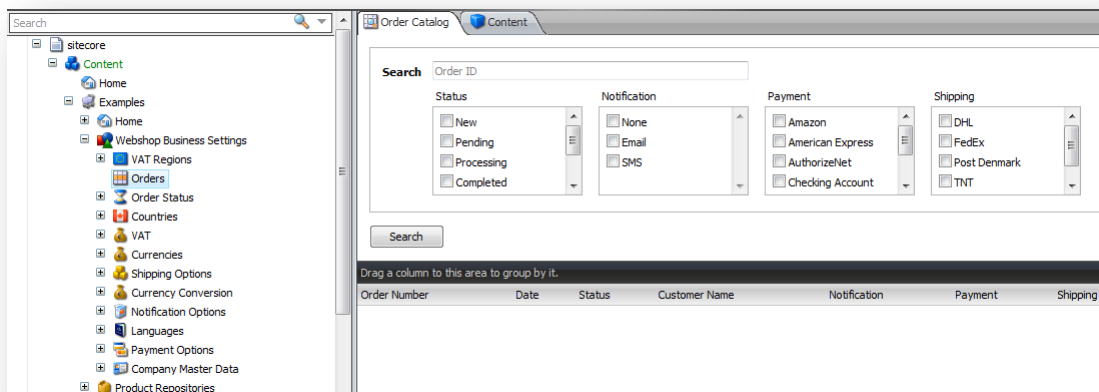 Search
sitecore
Content
Home
Examples
Home
Webshop Business Settings
VAT Regions
Orders
Order Status
Countries
VAT
Currencies
Shipping Options
Currency Conversion
Notification Options
Languages
Payment Options
Company Master Data
Product Repositories
Order Catalog Content
Search Order ID
Status Notification Payment Shipping
New None Amazon DHL
Pending Email American Express FedEx
Processing SMS AuthorizeNet Post Denmark
Completed Checking Account TNT
Search
Drag a column to this area to group by it.
Order Number Date Status Customer Name Notification Payment Shipping